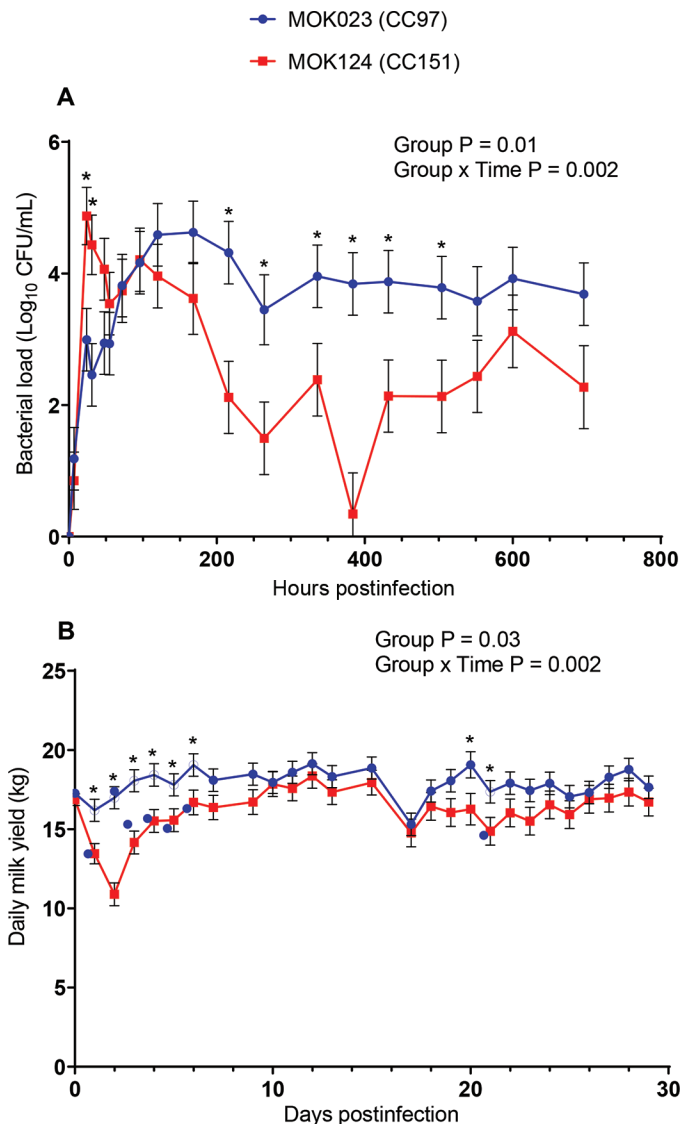 MOK023 (CC97)
MOK124 (CC151)
A
Group P = 0.01
Group x Time P = 0.002
Bacterial load (Log10 CFU/mL)
6
4
2
0
* * * * * * * *
0 200 400 600 800
Hours postinfection
B
Group P = 0.03
Group x Time P = 0.002
Daily milk yield (kg)
25
20
15
10
5
0
* * * * * * * *
0 10 20 30
Days postinfection